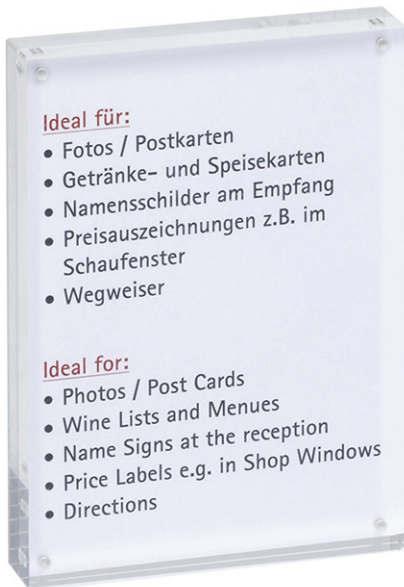 Ideal für:
• Fotos / Postkarten
• Getränke- und Speisekarten
• Namensschilder am Empfang
• Preisauszeichnungen z.B. im
Schaufenster
• Wegweiser
Ideal for:
• Photos / Post Cards
• Wine Lists and Menues
• Name Signs at the reception
• Price Labels e.g. in Shop Windows
• Directions